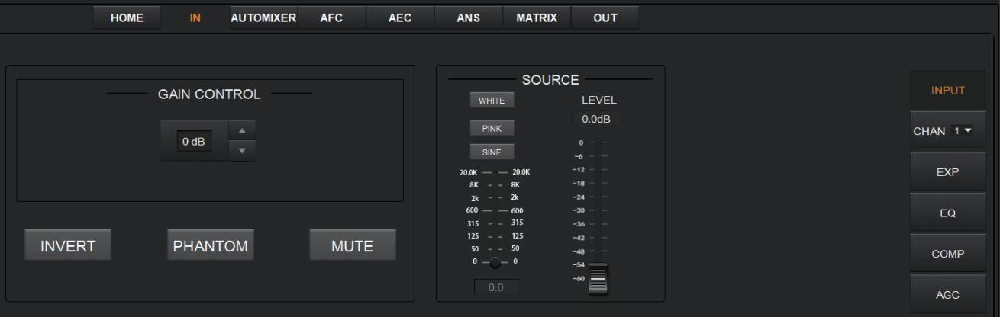 HOME IN AUTOMIXER AFC AEC ANS MATRIX OUT
GAIN CONTROL
0 dB
INVERT PHANTOM MUTE
SOURCE
WHITE
PINK
SINE
20.0K 20.0K
8K 8K
2k 2k
600 600
315 315
125 125
50 50
0 0
0.0
LEVEL
0.0dB
0
-6
-12
-18
-24
-30
-36
-42
-48
-54
-60
INPUT
CHAN 1
EXP
EQ
COMP
AGC